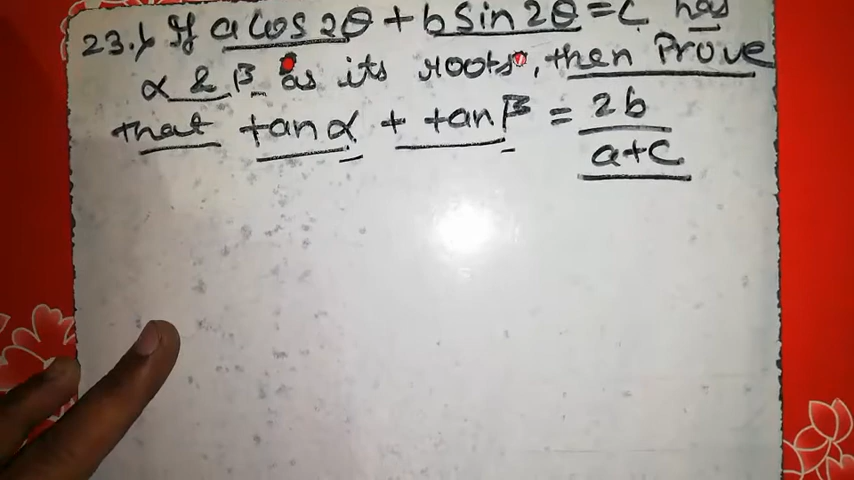 23. If a cos 2θ + b sin 2θ = c has
α & β as its roots, then Prove
that tan α + tan β = 2b / a+c